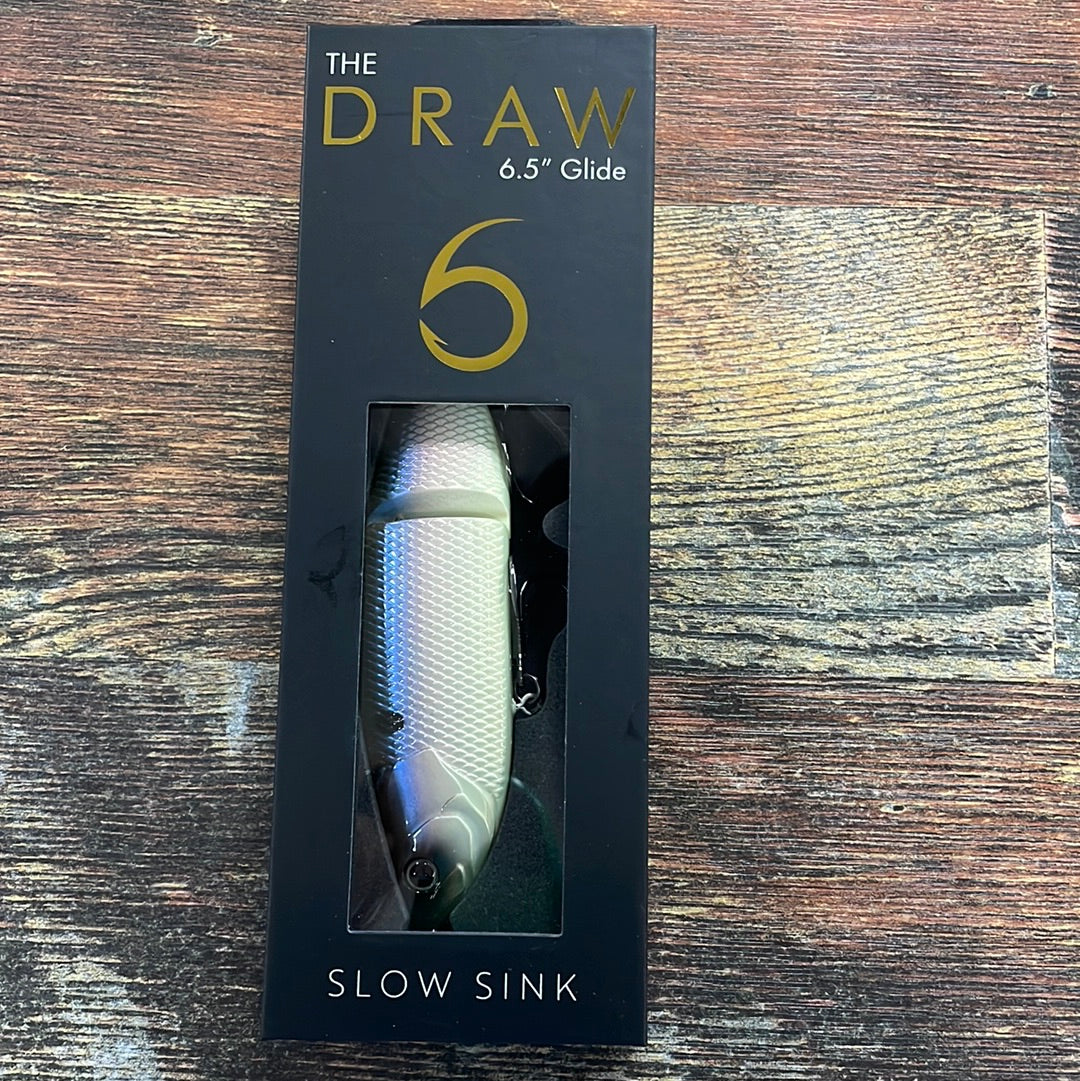 THE
DRAW
6.5" Glide
6
SLOW SINK